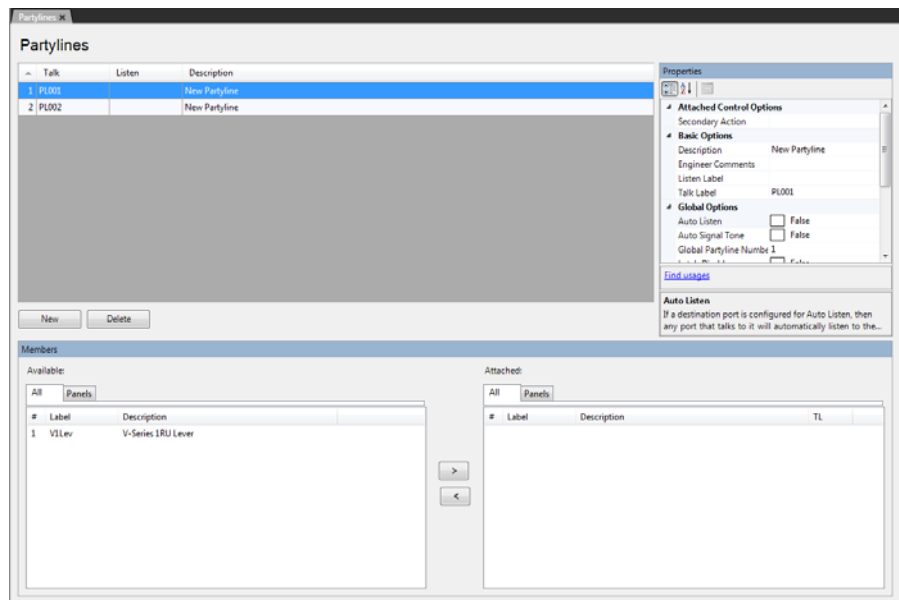 Partylines
Partylines
Talk Listen Description
1 PL001 New Partyline
2 PL002 New Partyline
New Delete
Properties
Attached Control Options
Secondary Action
Basic Options
Description New Partyline
Engineer Comments
Listen Label
Talk Label PL001
Global Options
Auto Listen False
Auto Signal Tone False
Global Partyline Numbe 1
Find usages
Auto Listen
If a destination port is configured for Auto Listen, then
any port that talks to it will automatically listen to the...
Members
Available:
All Panels
# Label Description
1 V1Lev V-Series 1RU Lever
>
<
Attached:
All Panels
# Label Description TL